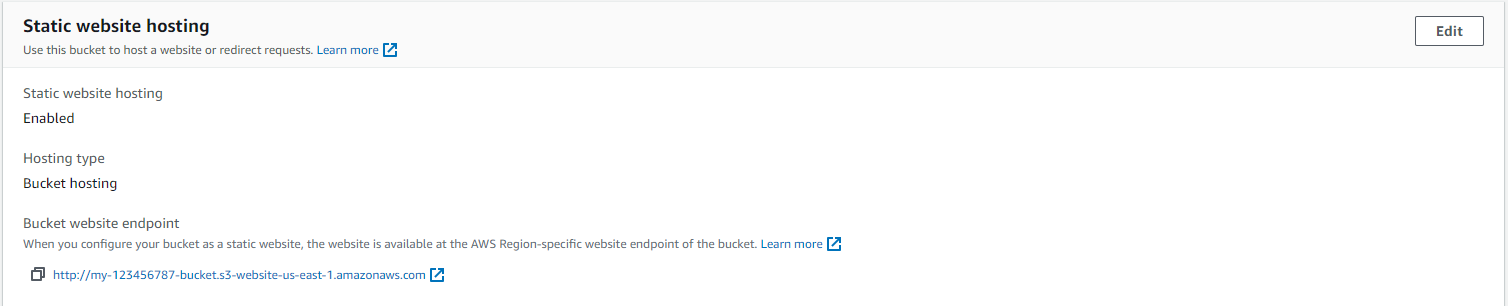 Static website hosting
Edit
Use this bucket to host a website or redirect requests. Learn more
Static website hosting
Enabled
Hosting type
Bucket hosting
Bucket website endpoint
When you configure your bucket as a static website, the website is available at the AWS Region-specific website endpoint of the bucket. Learn more
http://my-123456787-bucket.s3-website-us-east-1.amazonaws.com